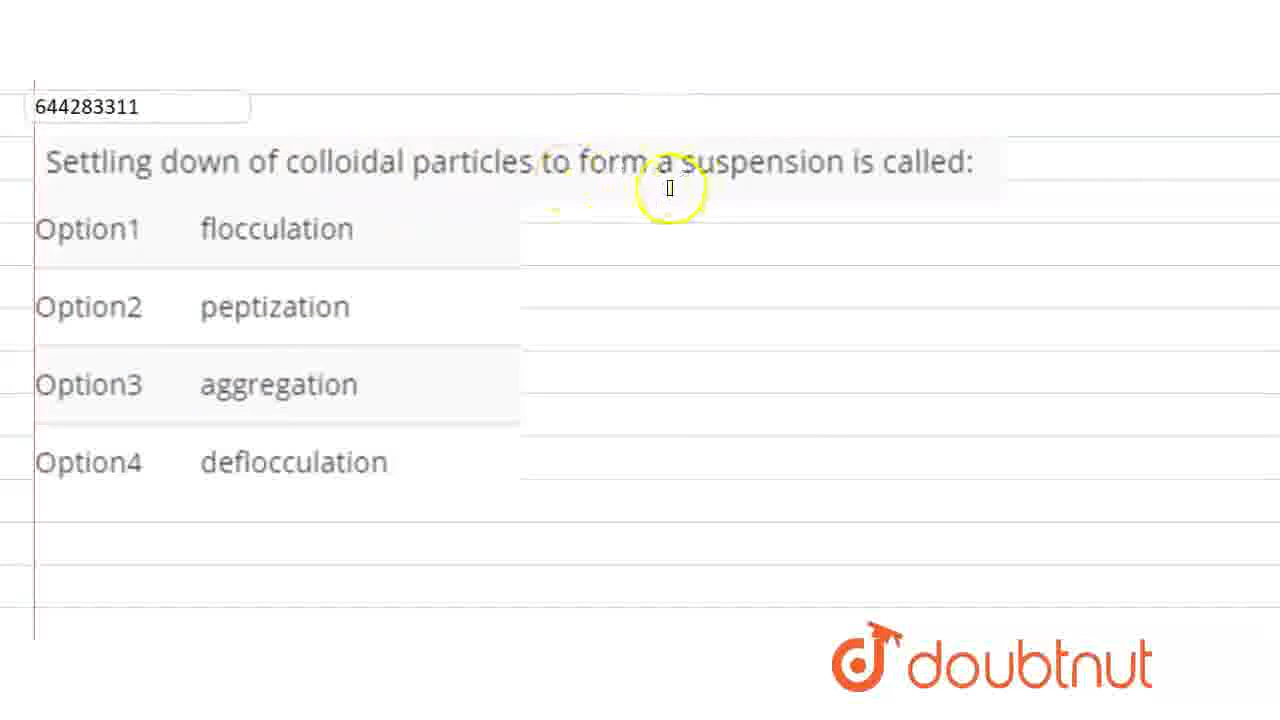 644283311
Settling down of colloidal particles to form a suspension is called:
Option1 flocculation
Option2 peptization
Option3 aggregation
Option4 deflocculation
doubtnut